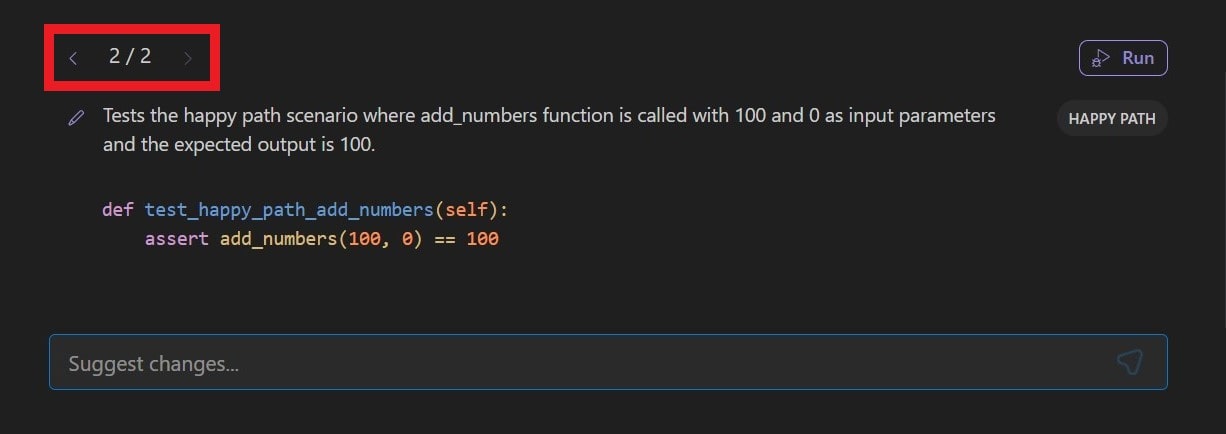 2 / 2
Run
Tests the happy path scenario where add_numbers function is called with 100 and 0 as input parameters
and the expected output is 100.
HAPPY PATH
def test_happy_path_add_numbers(self):
    assert add_numbers(100, 0) == 100
Suggest changes...